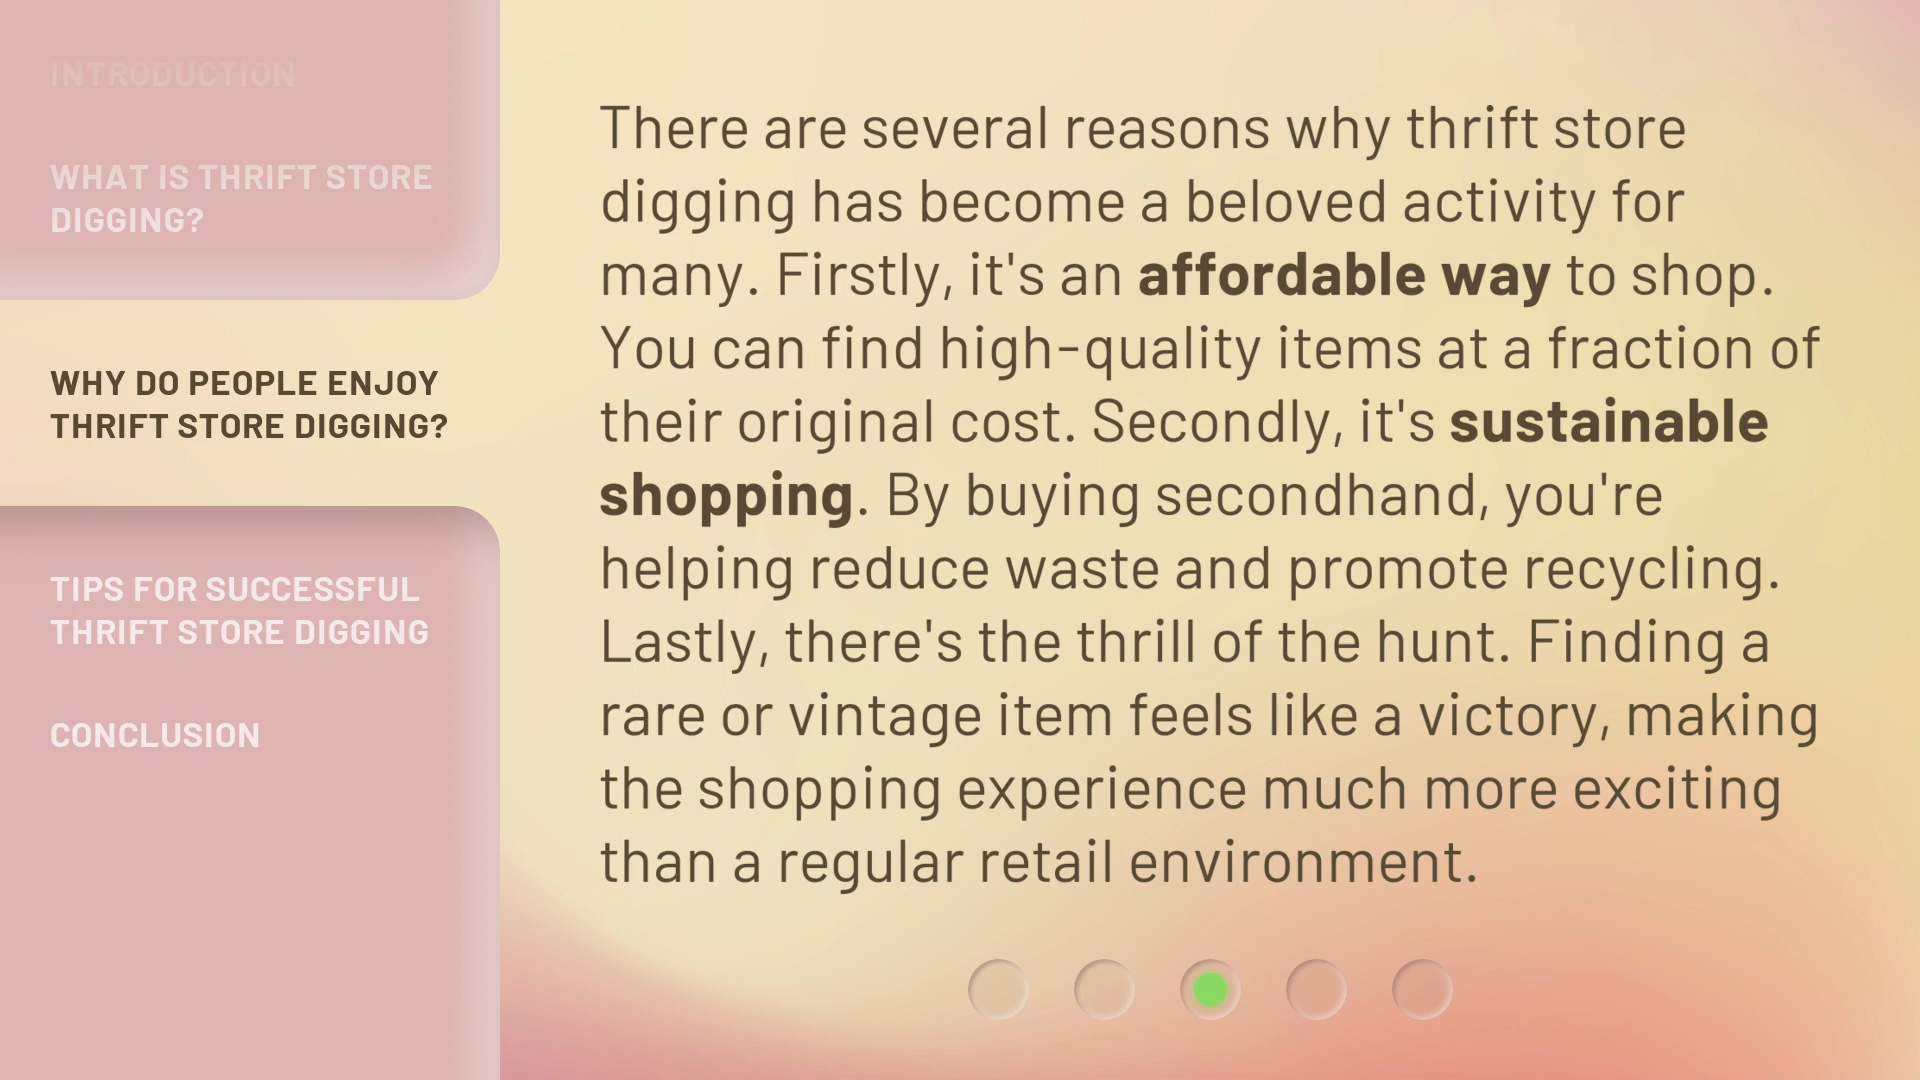 INTRODUCTION
WHAT IS THRIFT STORE
DIGGING?
WHY DO PEOPLE ENJOY
THRIFT STORE DIGGING?
TIPS FOR SUCCESSFUL
THRIFT STORE DIGGING
CONCLUSION
There are several reasons why thrift store
digging has become a beloved activity for
many. Firstly, it's an affordable way to shop.
You can find high-quality items at a fraction of
their original cost. Secondly, it's sustainable
shopping. By buying secondhand, you're
helping reduce waste and promote recycling.
Lastly, there's the thrill of the hunt. Finding a
rare or vintage item feels like a victory, making
the shopping experience much more exciting
than a regular retail environment.